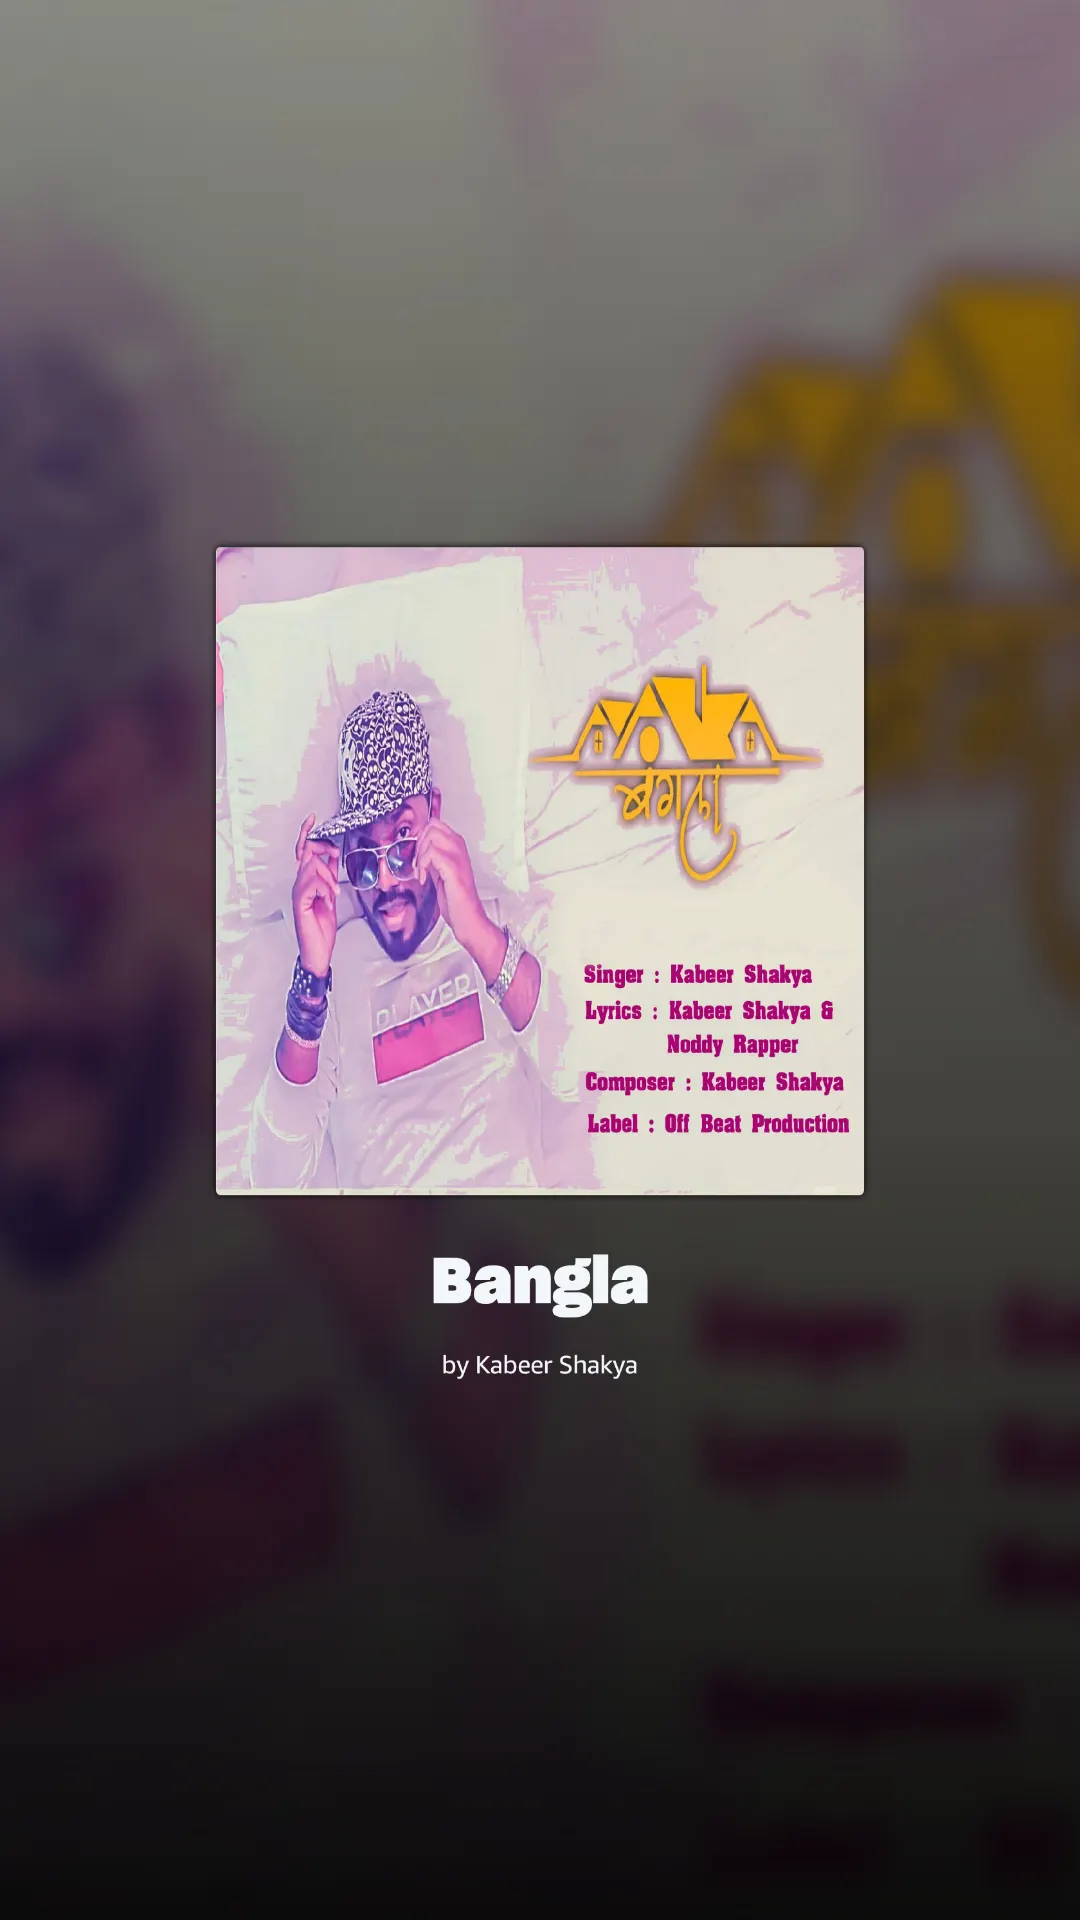 बंगला
PLAYER
Singer : Kabeer Shakya
Lyrics : Kabeer Shakya &
Noddy Rapper
Composer : Kabeer Shakya
Label : Off Beat Production
Bangla
by Kabeer Shakya